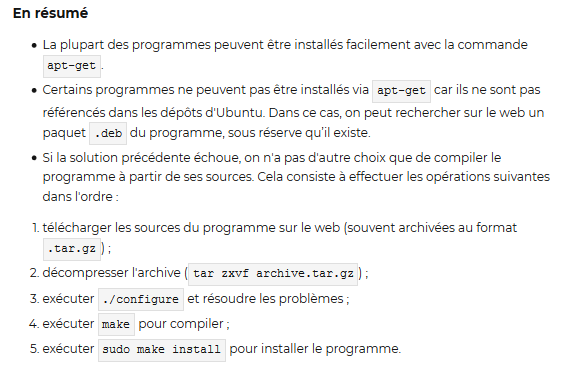 En résumé
• La plupart des programmes peuvent être installés facilement avec la commande
apt-get.
• Certains programmes ne peuvent pas être installés via apt-get car ils ne sont pas
référencés dans les dépôts d'Ubuntu. Dans ce cas, on peut rechercher sur le web un
paquet .deb du programme, sous réserve qu'il existe.
• Si la solution précédente échoue, on n'a pas d'autre choix que de compiler le
programme à partir de ses sources. Cela consiste à effectuer les opérations suivantes
dans l'ordre :
1. télécharger les sources du programme sur le web (souvent archivées au format
.tar.gz) ;
2. décompresser l'archive (tar zxvf archive.tar.gz) ;
3. exécuter ./configure et résoudre les problèmes ;
4. exécuter make pour compiler ;
5. exécuter sudo make install pour installer le programme.